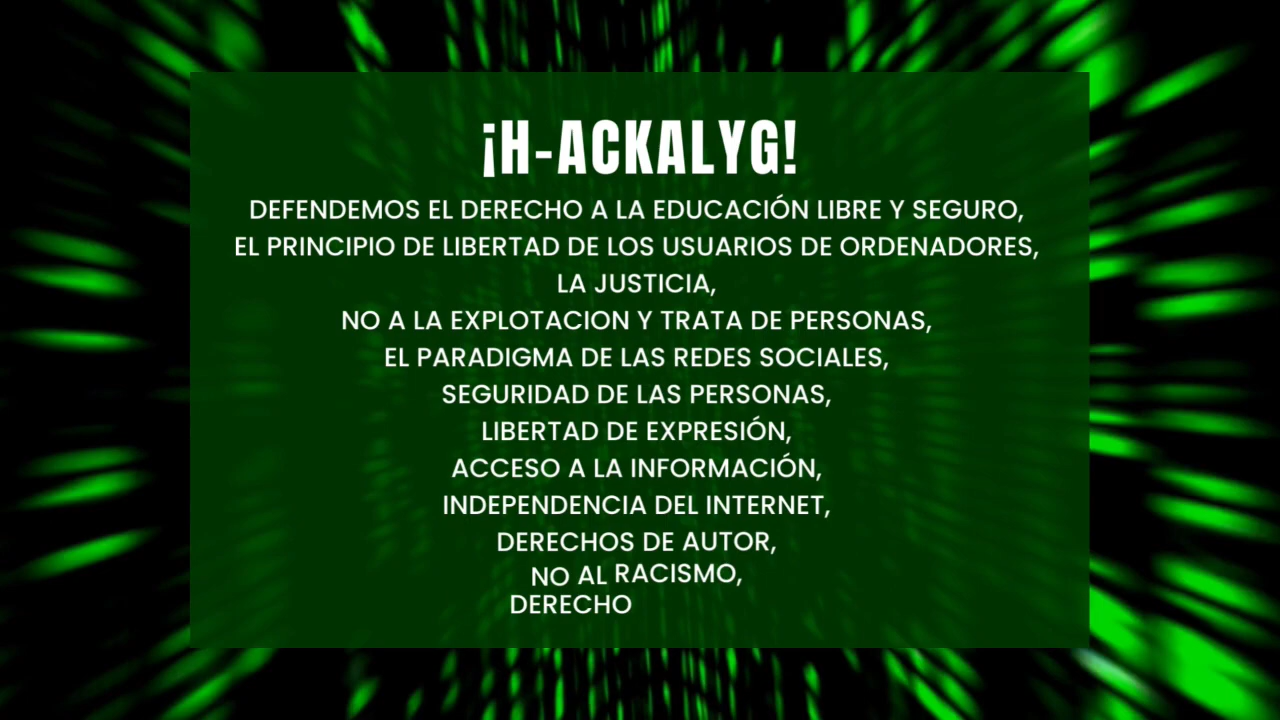 ¡H-ACKALYG!
DEFENDEMOS EL DERECHO A LA EDUCACIÓN LIBRE Y SEGURO,
EL PRINCIPIO DE LIBERTAD DE LOS USUARIOS DE ORDENADORES,
LA JUSTICIA,
NO A LA EXPLOTACION Y TRATA DE PERSONAS,
EL PARADIGMA DE LAS REDES SOCIALES,
SEGURIDAD DE LAS PERSONAS,
LIBERTAD DE EXPRESIÓN,
ACCESO A LA INFORMACIÓN,
INDEPENDENCIA DEL INTERNET,
DERECHOS DE AUTOR,
NO AL RACISMO,
DERECHO